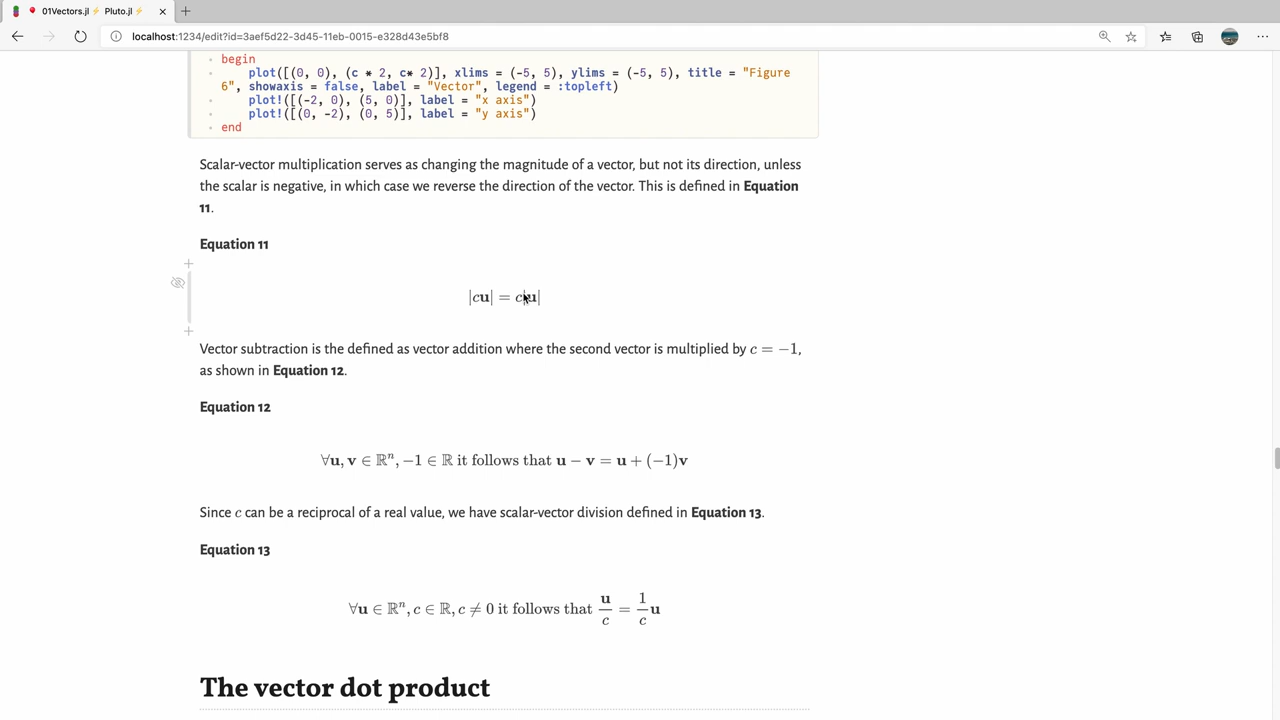 01Vectors.jl ⚡ Pluto.jl ⚡
localhost:1234/edit?id=3aef5d22-3d45-11eb-0015-e328d43e5bf8
begin
plot([(0, 0), (c * 2, c* 2)], xlims = (-5, 5), ylims = (-5, 5), title = "Figure
6", showaxis = false, label = "Vector", legend = :topleft)
plot!([(-2, 0), (5, 0)], label = "x axis")
plot!([(0, -2), (0, 5)], label = "y axis")
end
Scalar-vector multiplication serves as changing the magnitude of a vector, but not its direction, unless
the scalar is negative, in which case we reverse the direction of the vector. This is defined in Equation
11.
Equation 11
|cu| = c|u|
Vector subtraction is the defined as vector addition where the second vector is multiplied by c = −1,
as shown in Equation 12.
Equation 12
∀u, v ∈ ℝⁿ, −1 ∈ ℝ it follows that u − v = u + (−1)v
Since c can be a reciprocal of a real value, we have scalar-vector division defined in Equation 13.
Equation 13
∀u ∈ ℝⁿ, c ∈ ℝ, c ≠ 0 it follows that u/c = 1/c u
The vector dot product